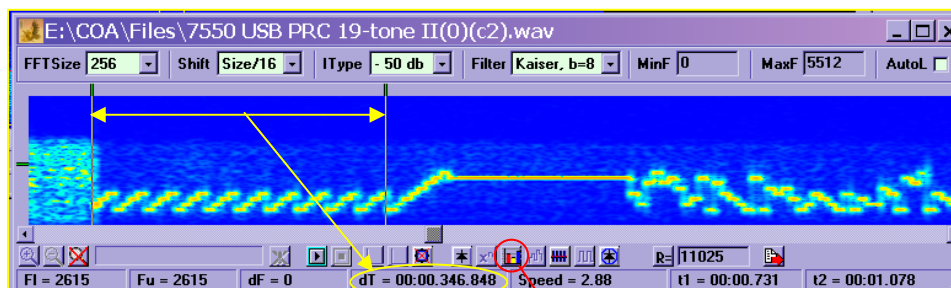 E:\COA\Files\7550 USB PRC 19-tone II(0)(c2).wav
FFTSize 256 Shift Size/16 IType - 50 db Filter Kaiser, b=8 MinF 0 MaxF 5512 AutoL
R= 11025
Fl = 2615 Fu = 2615 dF = 0 dT = 00:00.346.848 Speed = 2.88 t1 = 00:00.731 t2 = 00:01.078